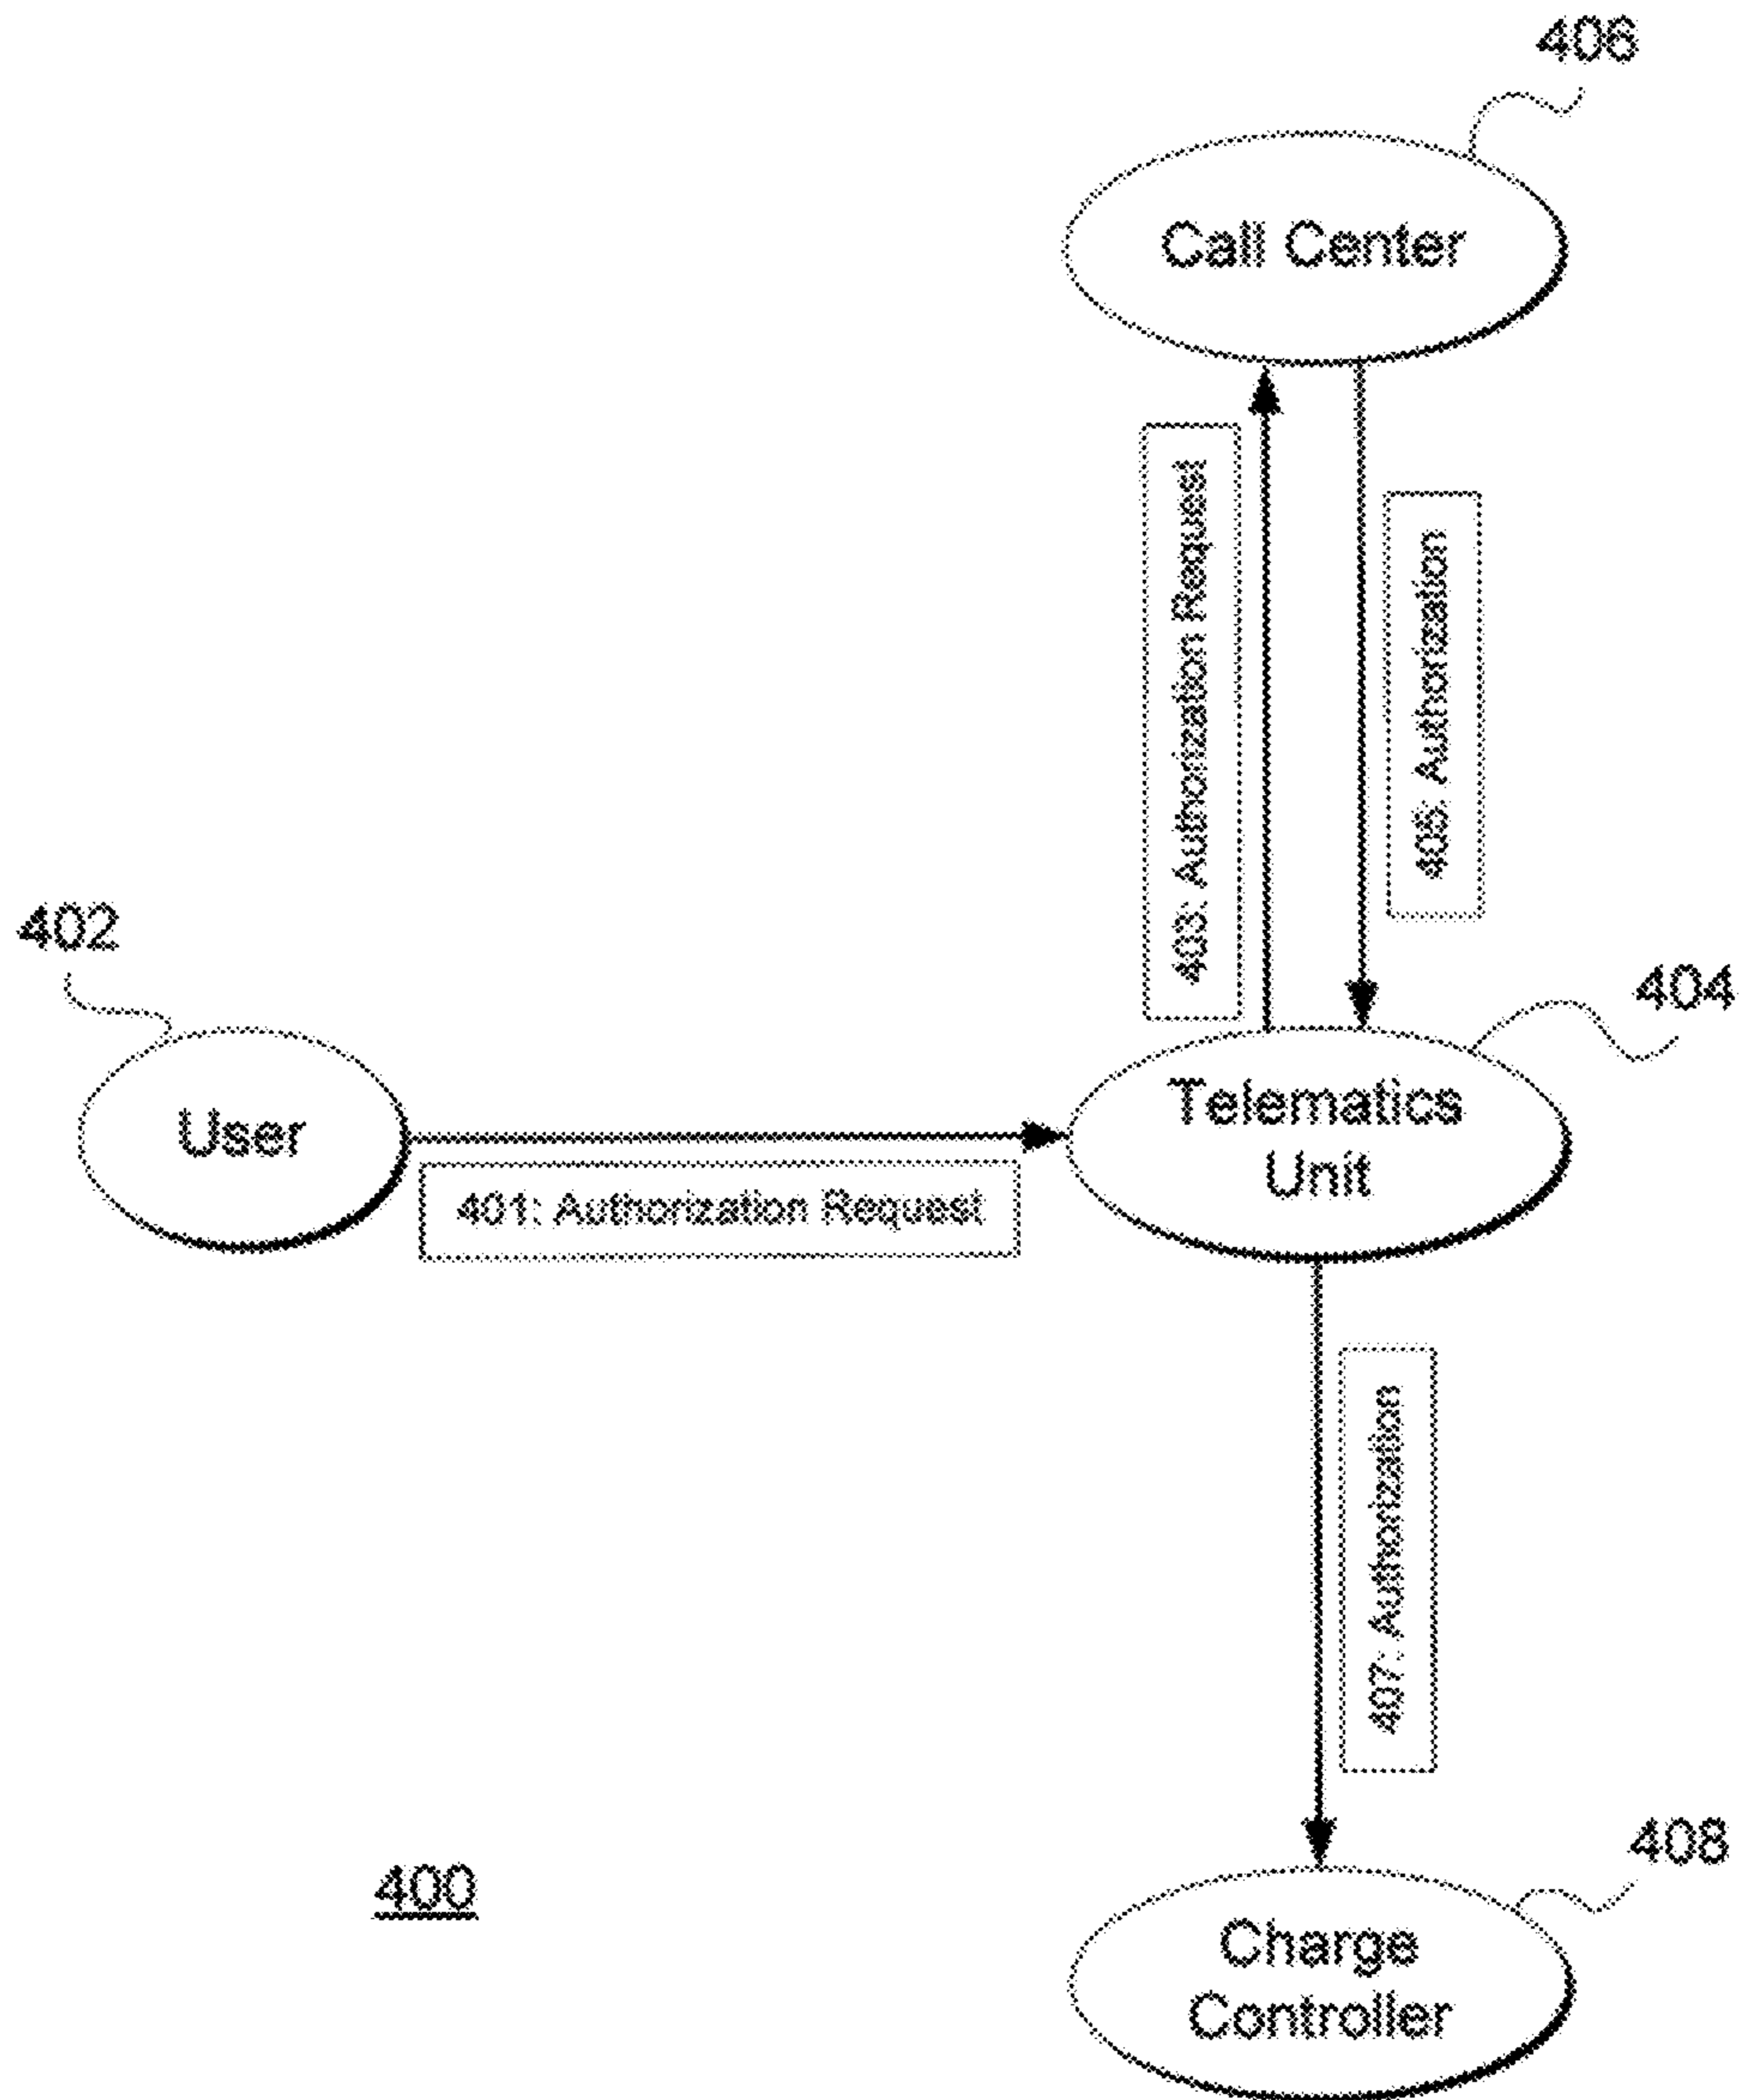 406
Call Center
403: Authorization Request
405: Authorization
402
404
User
Telematics
Unit
401: Authorization Request
407: Authorization
400
408
Charge
Controller